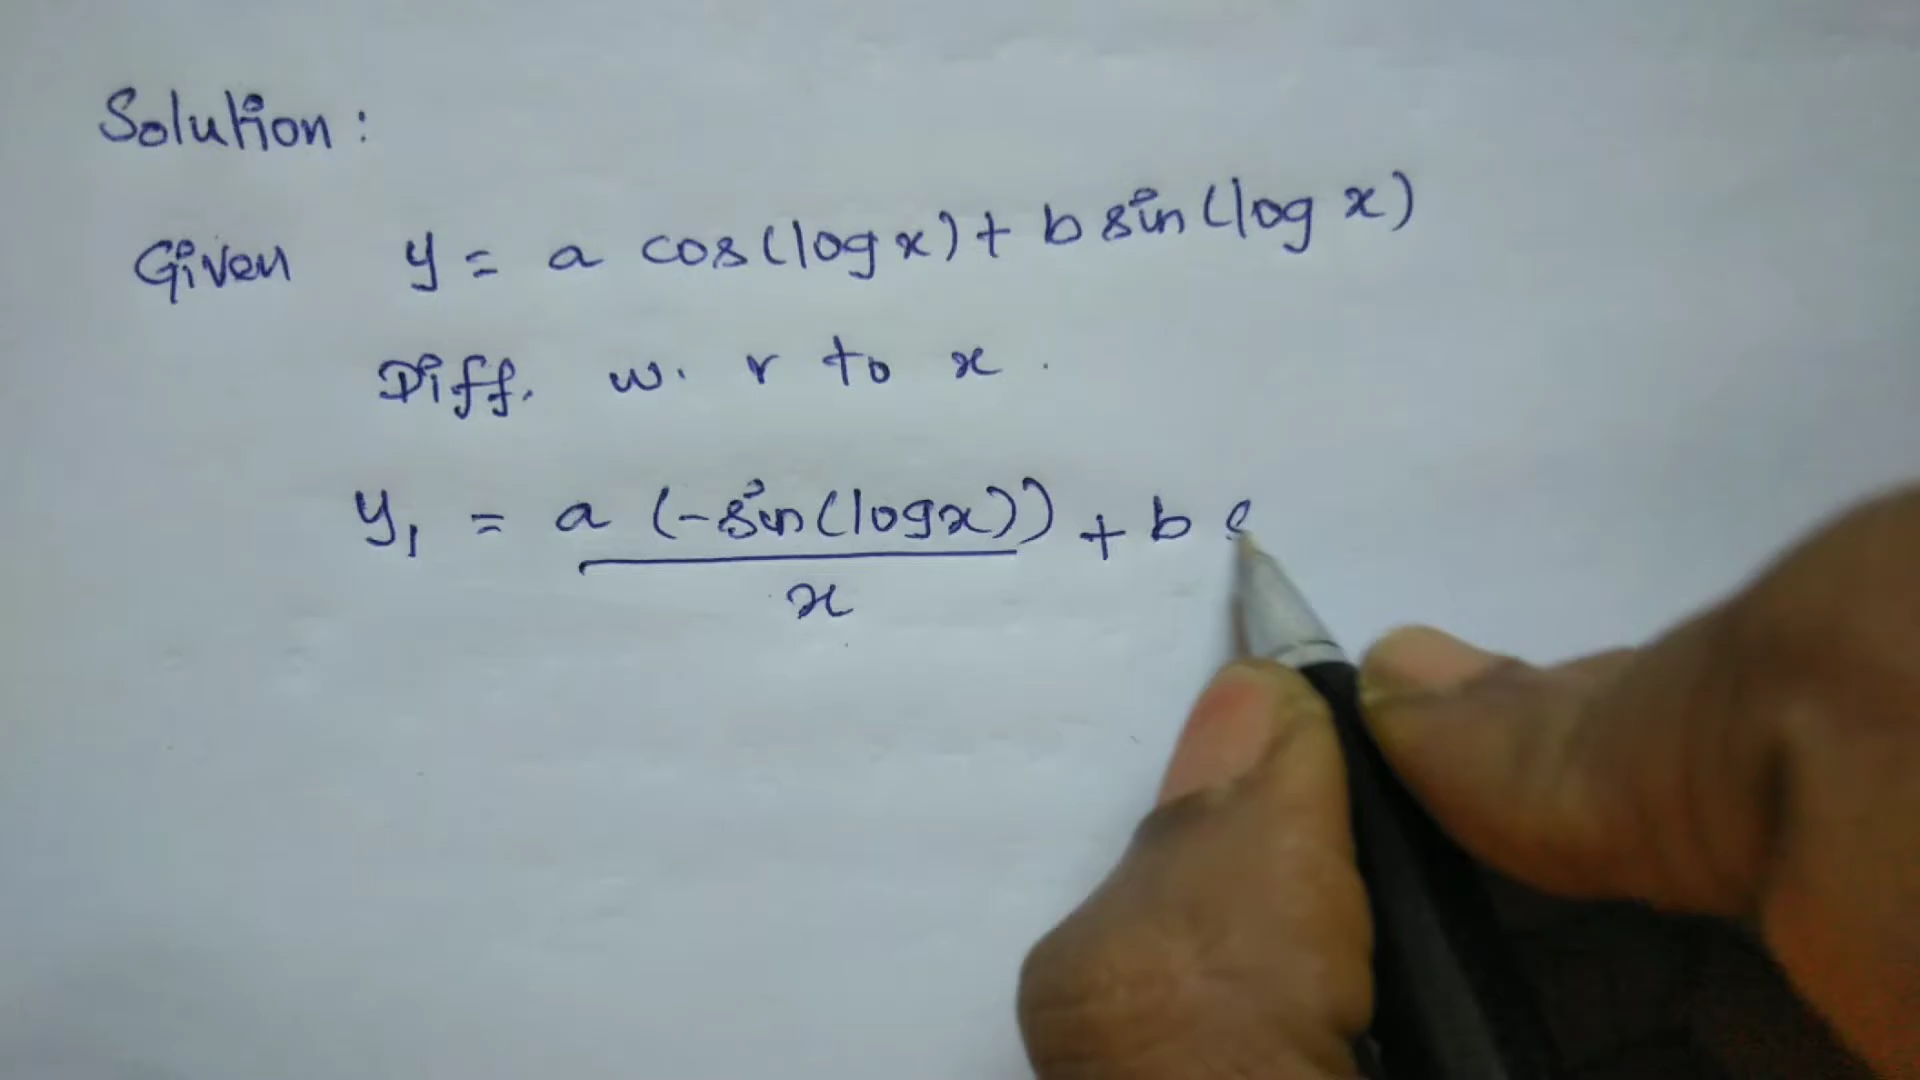 Solution :
Given y = a cos(log x) + b sin(log x)
Diff. w. r to x .
y₁ = a (-sin(log x)) / x + b